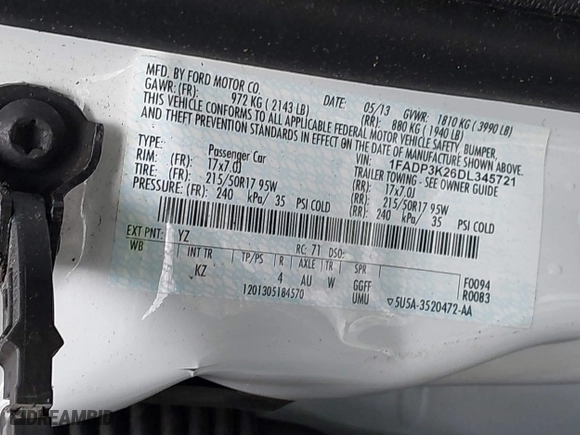 MFD. BY FORD MOTOR CO.
DATE: 05/13 GVWR: 1810 KG (3990 LB)
GAWR: (FR): 972 KG (2143 LB) (RR): 880 KG (1940 LB)
THIS VEHICLE CONFORMS TO ALL APPLICABLE FEDERAL MOTOR VEHICLE SAFETY, BUMPER,
AND THEFT PREVENTION STANDARDS IN EFFECT ON THE DATE OF MANUFACTURE SHOWN ABOVE.
VIN: 1FADP3K26DL345721
TYPE: Passenger Car TRAILER TOWING - SEE OWNER GUIDE
RIM: (FR): 17x7.0J (RR): 17x7.0J
TIRE: (FR): 215/50R17 95W (RR): 215/50R17 95W
PRESSURE: (FR): 240 kPa/ 35 PSI COLD (RR): 240 kPa/ 35 PSI COLD
EXT PNT: YZ RC: 71 DSO:
WB INT TR TP/PS R AXLE TR SPR F0094
KZ 4 AU W GGFF R0083
1201305184570 UMU ▽5U5A-3520472-AA
DREAMBID